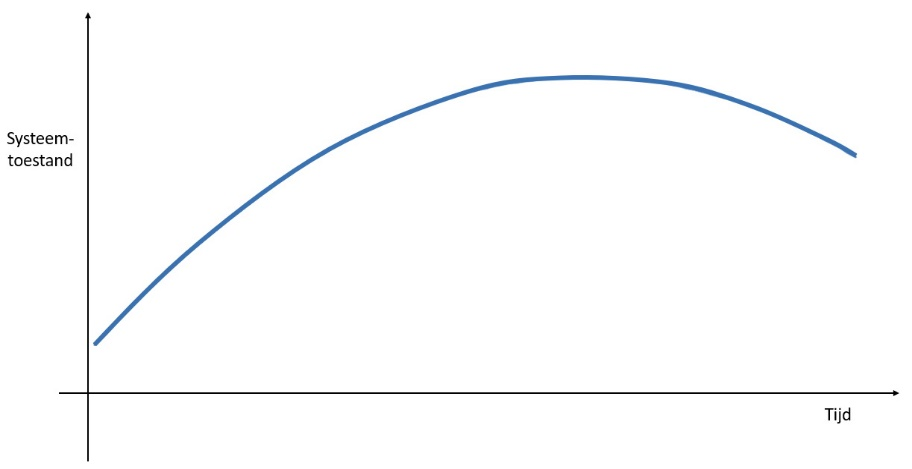 Systeem-
toestand
Tijd